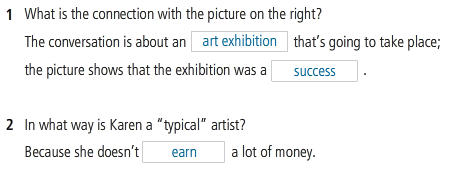 1 What is the connection with the picture on the right?
The conversation is about an art exhibition that's going to take place;
the picture shows that the exhibition was a success .
2 In what way is Karen a "typical" artist?
Because she doesn't earn a lot of money.